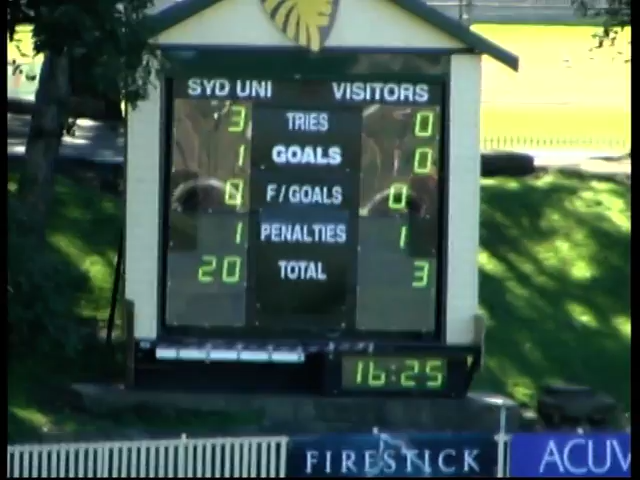 SYD UNI VISITORS
3 TRIES 0
1 GOALS 0
0 F/GOALS 0
1 PENALTIES 1
20 TOTAL 3
16:25
FIRESTICK ACUV